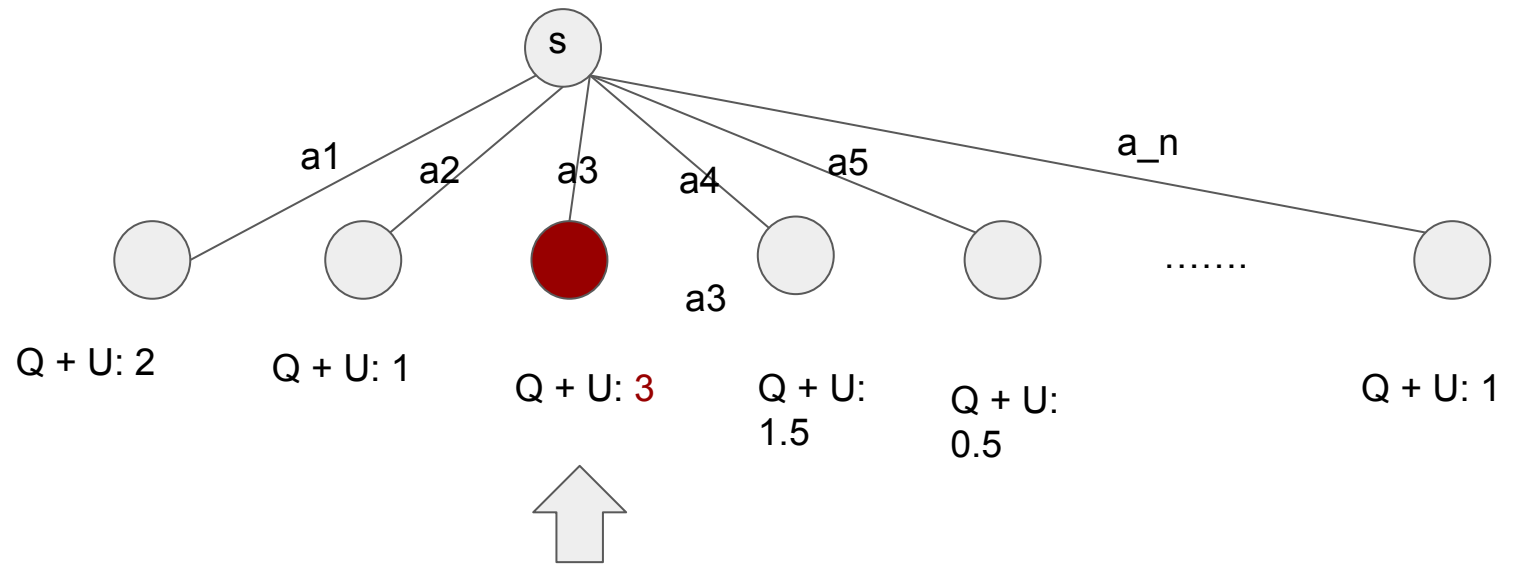 s
a1
a2
a3
a4
a5
a_n
.......
a3
Q + U: 2
Q + U: 1
Q + U: 3
Q + U:
1.5
Q + U:
0.5
Q + U: 1